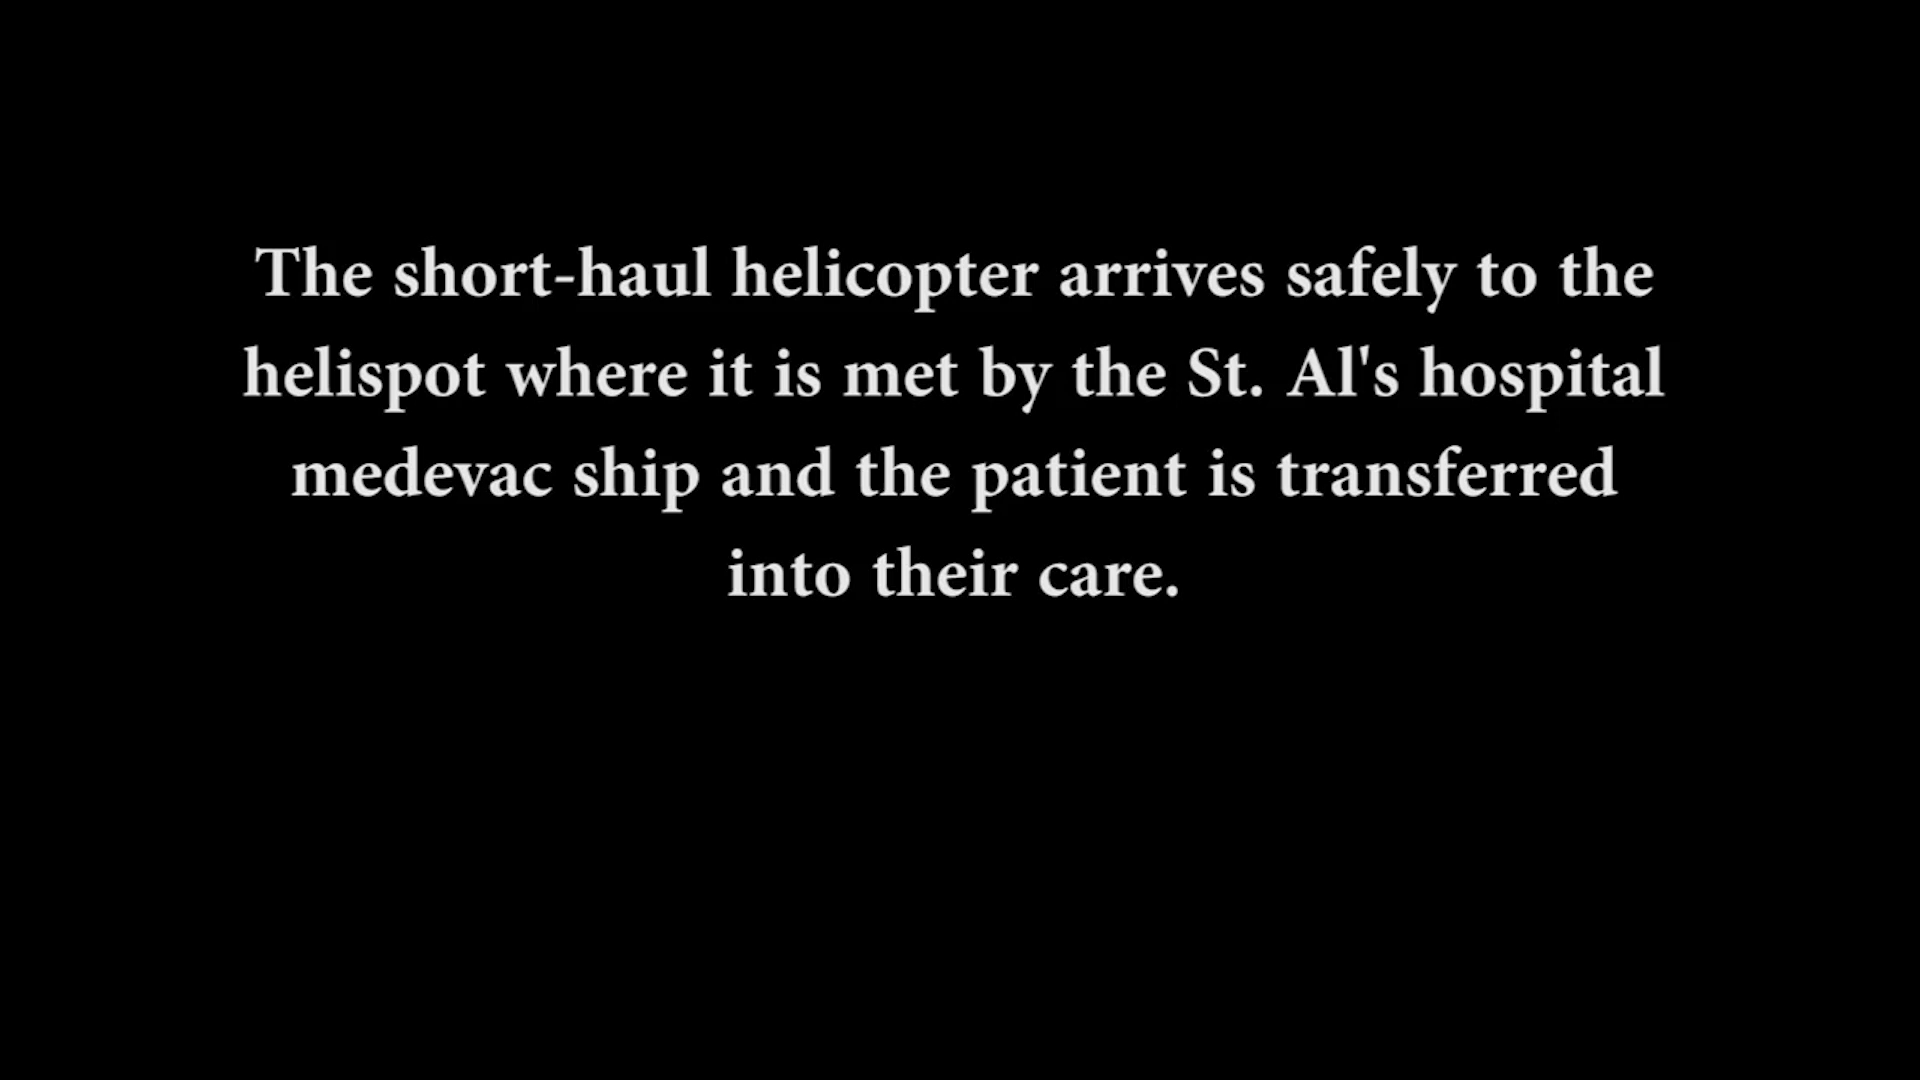 The short-haul helicopter arrives safely to the
helispot where it is met by the St. Al's hospital
medevac ship and the patient is transferred
into their care.